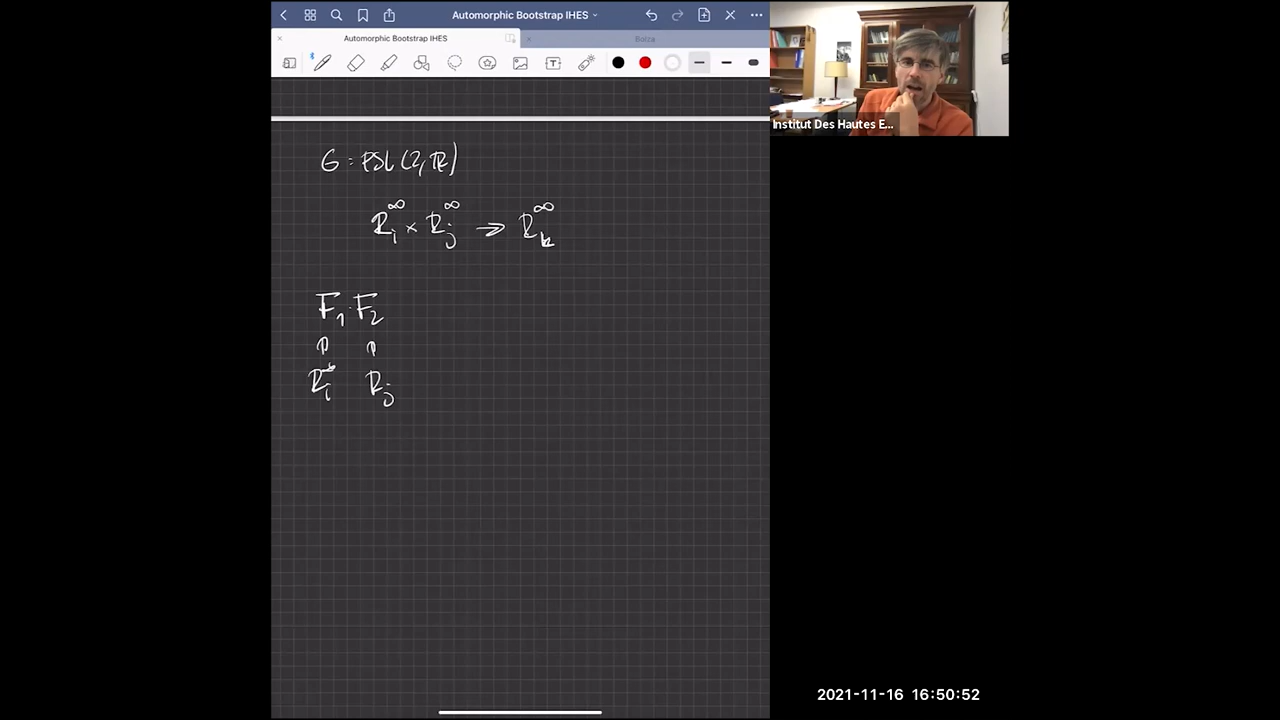 Automorphic Bootstrap IHES
Automorphic Bootstrap IHES
Bolza
Institut Des Hautes E...
G = PSL(2, ℝ)
R_i^∞ × R_j^∞ → R_k^∞
F_1 · F_2
R_i^∞ R_j
2021-11-16 16:50:52